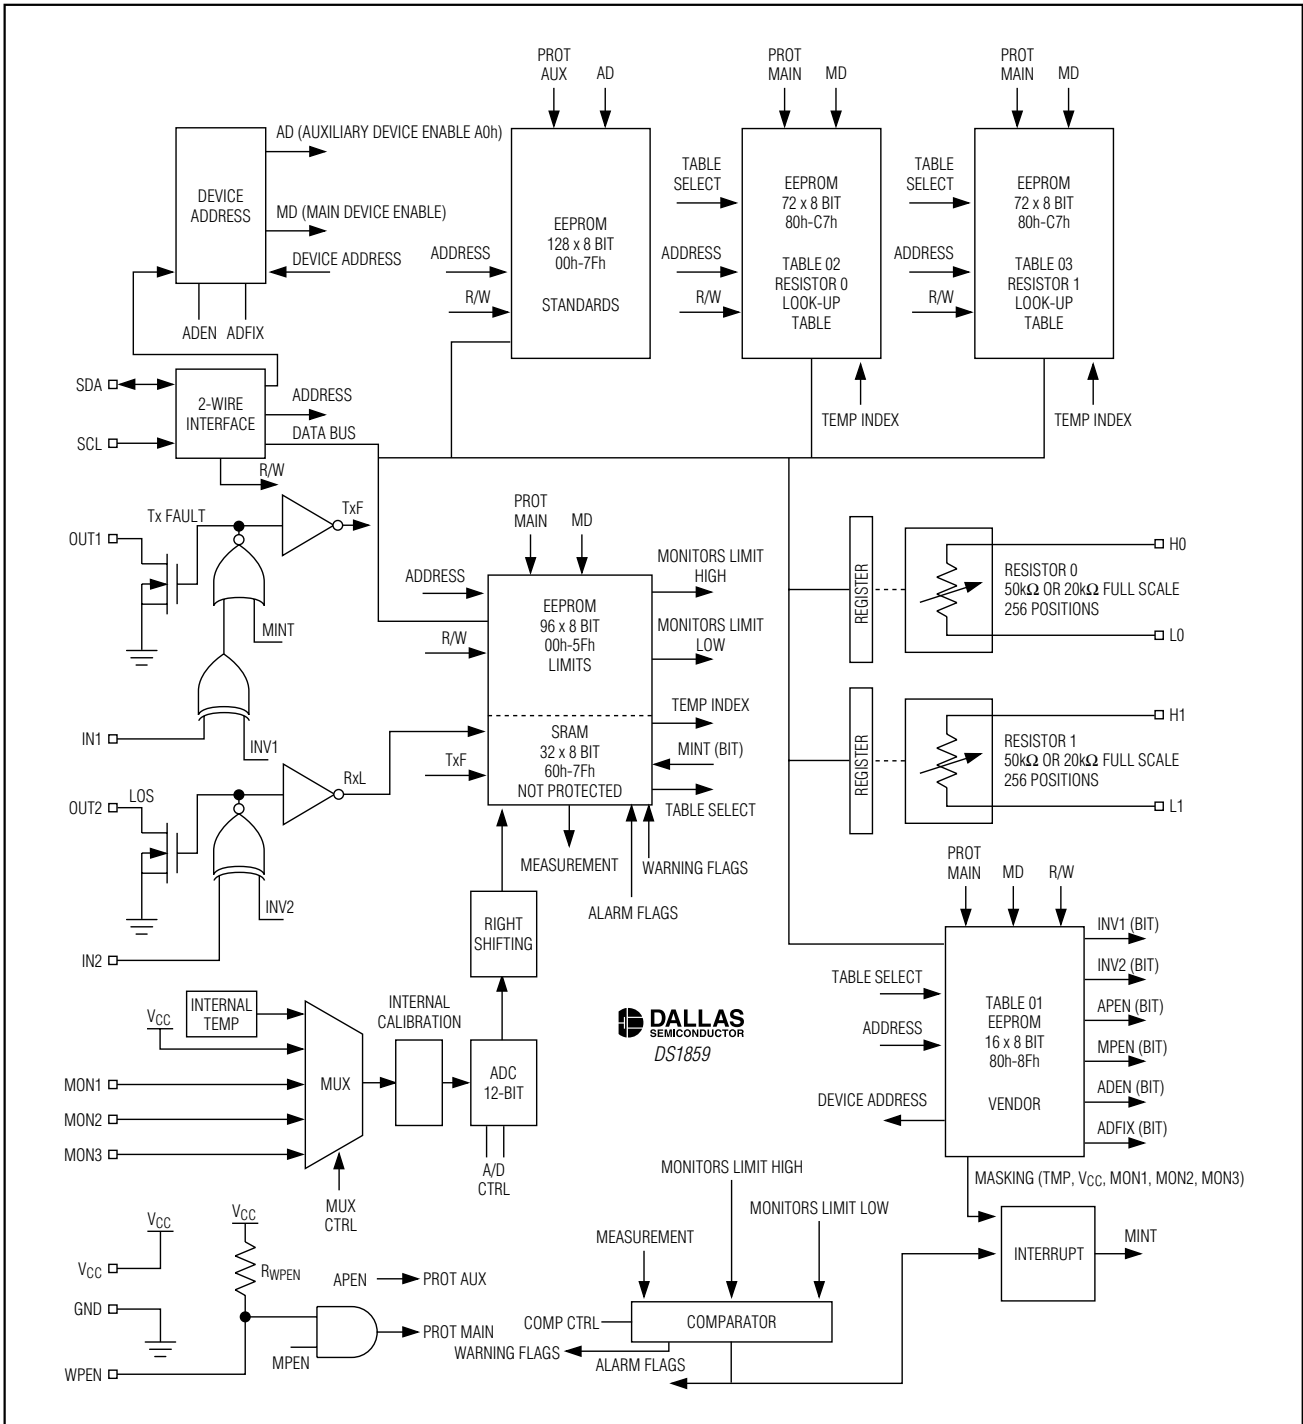 PROT
AUX
AD
PROT
MAIN
MD
PROT
MAIN
MD
AD (AUXILIARY DEVICE ENABLE A0h)
DEVICE
ADDRESS
MD (MAIN DEVICE ENABLE)
DEVICE ADDRESS
ADEN
ADFIX
ADDRESS
R/W
EEPROM
128 x 8 BIT
00h-7Fh
STANDARDS
TABLE
SELECT
ADDRESS
R/W
EEPROM
72 x 8 BIT
80h-C7h
TABLE 02
RESISTOR 0
LOOK-UP
TABLE
TEMP INDEX
TABLE
SELECT
ADDRESS
R/W
EEPROM
72 x 8 BIT
80h-C7h
TABLE 03
RESISTOR 1
LOOK-UP
TABLE
TEMP INDEX
SDA
SCL
2-WIRE
INTERFACE
ADDRESS
DATA BUS
R/W
Tx FAULT
TxF
OUT1
MINT
IN1
INV1
RxL
OUT2
LOS
INV2
IN2
PROT
MAIN
MD
ADDRESS
R/W
EEPROM
96 x 8 BIT
00h-5Fh
LIMITS
SRAM
32 x 8 BIT
60h-7Fh
NOT PROTECTED
TxF
MONITORS LIMIT
HIGH
MONITORS LIMIT
LOW
TEMP INDEX
MINT (BIT)
TABLE SELECT
MEASUREMENT
WARNING FLAGS
ALARM FLAGS
REGISTER
RESISTOR 0
50kΩ OR 20kΩ FULL SCALE
256 POSITIONS
H0
L0
REGISTER
RESISTOR 1
50kΩ OR 20kΩ FULL SCALE
256 POSITIONS
H1
L1
RIGHT
SHIFTING
INTERNAL
TEMP
VCC
MON1
MON2
MON3
MUX
MUX
CTRL
INTERNAL
CALIBRATION
ADC
12-BIT
A/D
CTRL
DALLAS
SEMICONDUCTOR
DS1859
PROT
MAIN
MD
R/W
TABLE SELECT
ADDRESS
DEVICE ADDRESS
TABLE 01
EEPROM
16 x 8 BIT
80h-8Fh
VENDOR
INV1 (BIT)
INV2 (BIT)
APEN (BIT)
MPEN (BIT)
ADEN (BIT)
ADFIX (BIT)
MASKING (TMP, VCC, MON1, MON2, MON3)
INTERRUPT
MINT
VCC
VCC
VCC
GND
WPEN
RWPEN
APEN
PROT AUX
MPEN
PROT MAIN
MONITORS LIMIT HIGH
MONITORS LIMIT LOW
MEASUREMENT
COMP CTRL
COMPARATOR
WARNING FLAGS
ALARM FLAGS